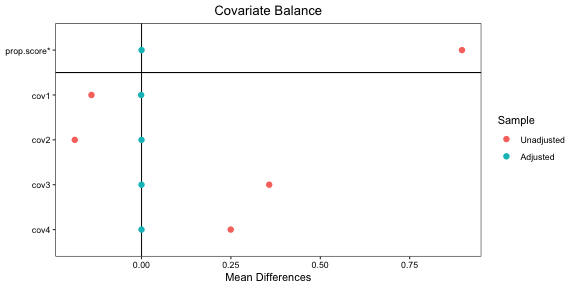 Covariate Balance
prop.score*
cov1
cov2
cov3
cov4
0.00 0.25 0.50 0.75
Mean Differences
Sample
Unadjusted
Adjusted